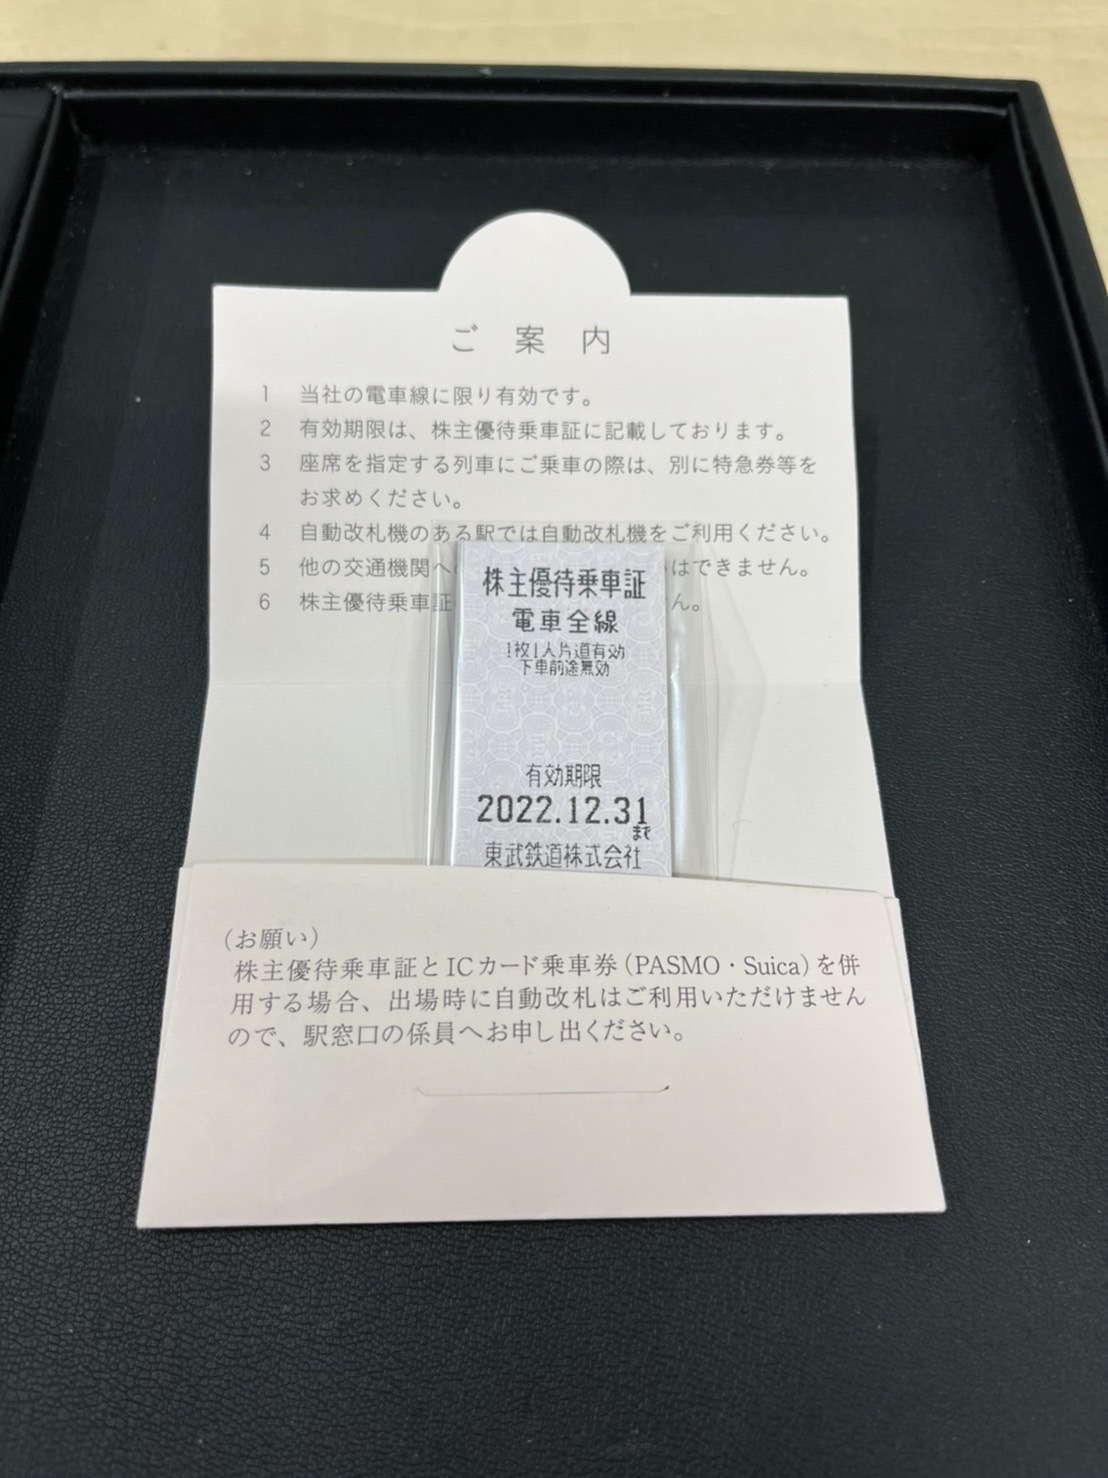 ご案内
1 当社の電車線に限り有効です。
2 有効期限は、株主優待乗車証に記載しております。
3 座席を指定する列車にご乗車の際は、別に特急券等を
お求めください。
4 自動改札機のある駅では自動改札機をご利用ください。
5 他の交通機関へ はできません。
6 株主優待乗車証 ん。
株主優待乗車証
電車全線
1枚1人片道有効
下車前途無効
有効期限
2022.12.31
まで
東武鉄道株式会社
(お願い)
株主優待乗車証とICカード乗車券(PASMO・Suica)を併
用する場合、出場時に自動改札はご利用いただけません
ので、駅窓口の係員へお申し出ください。